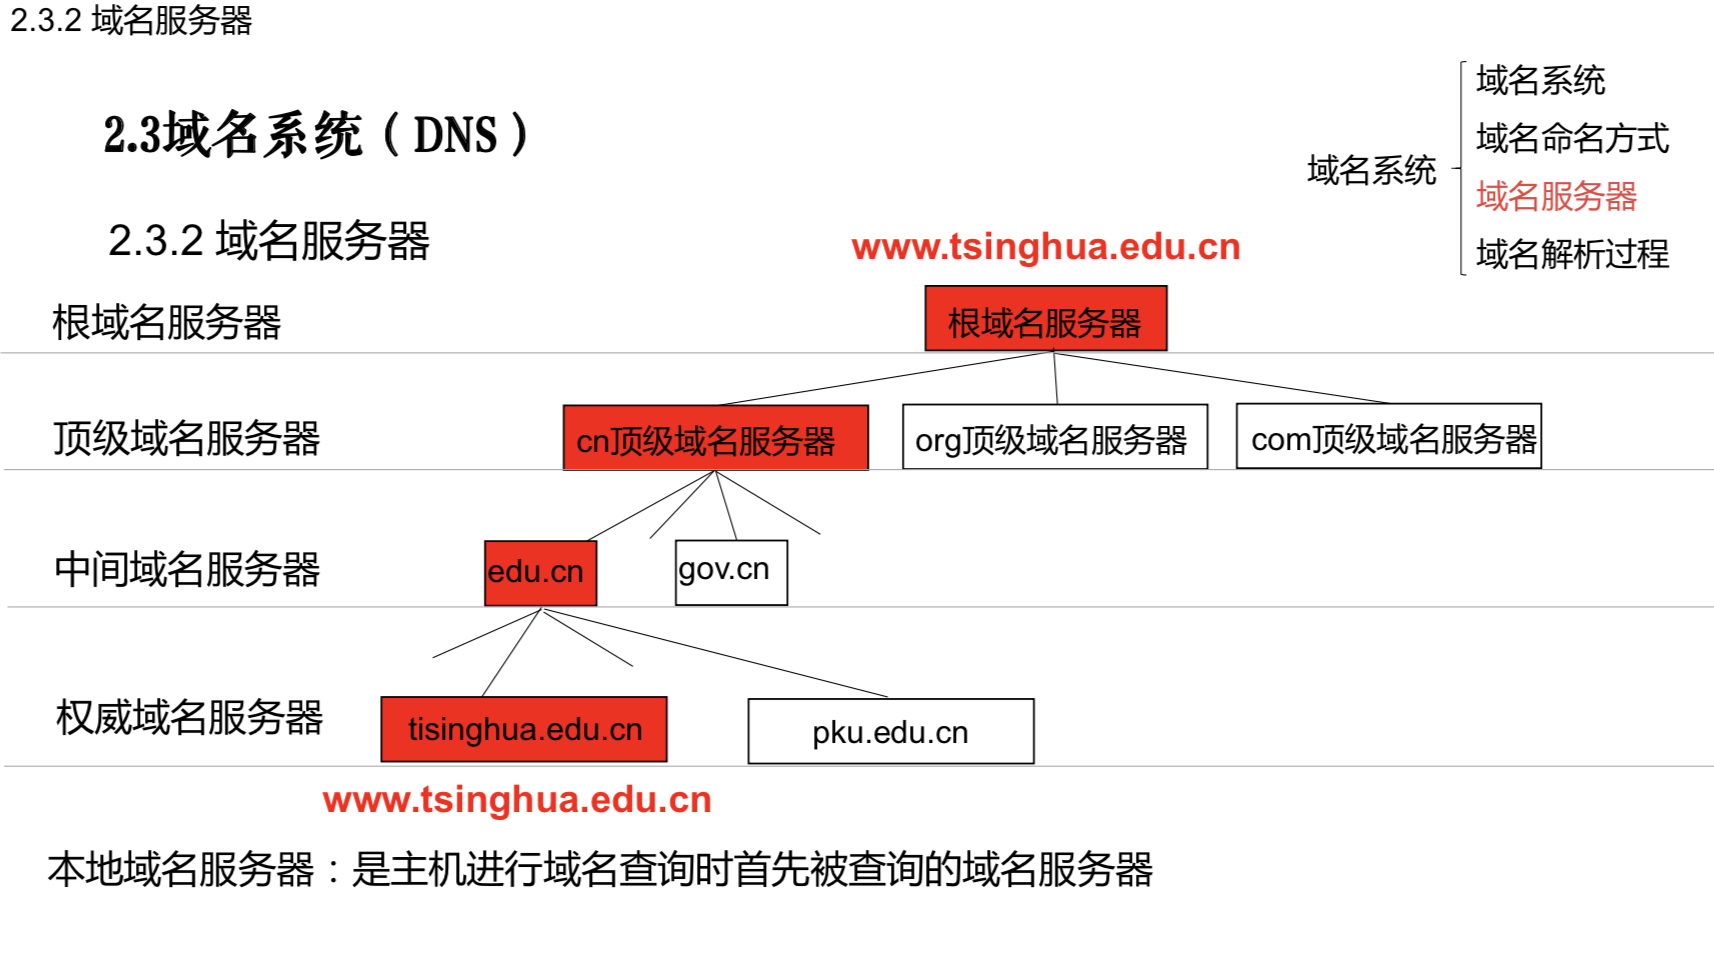 2.3.2 域名服务器
2.3域名系统（DNS）
域名系统
域名系统
域名命名方式
域名服务器
域名解析过程
2.3.2 域名服务器
www.tsinghua.edu.cn
根域名服务器
根域名服务器
顶级域名服务器
cn顶级域名服务器
org顶级域名服务器
com顶级域名服务器
中间域名服务器
edu.cn
gov.cn
权威域名服务器
tisinghua.edu.cn
pku.edu.cn
www.tsinghua.edu.cn
本地域名服务器：是主机进行域名查询时首先被查询的域名服务器